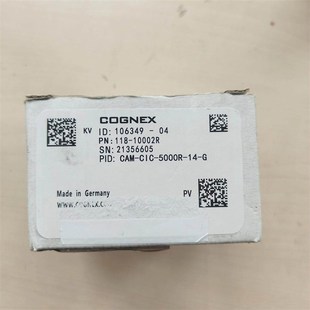 COGNEX
KV ID: 106349 - 04
PN: 118-10002R
SN: 21356605
PID: CAM-CIC-5000R-14-G
Made in Germany PV